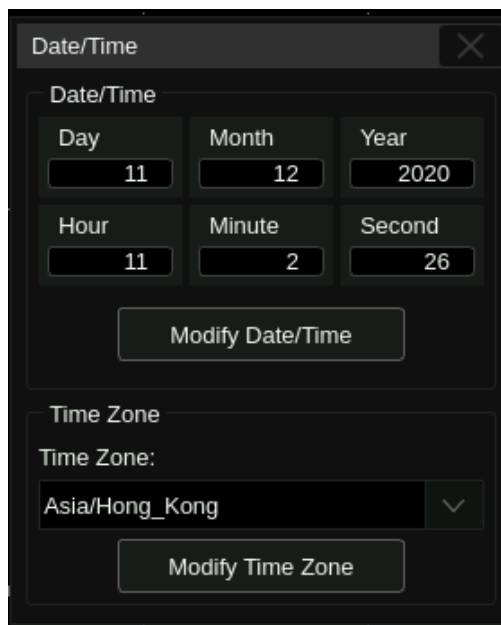 Date/Time
Date/Time
Day Month Year
11 12 2020
Hour Minute Second
11 2 26
Modify Date/Time
Time Zone
Time Zone:
Asia/Hong_Kong
Modify Time Zone